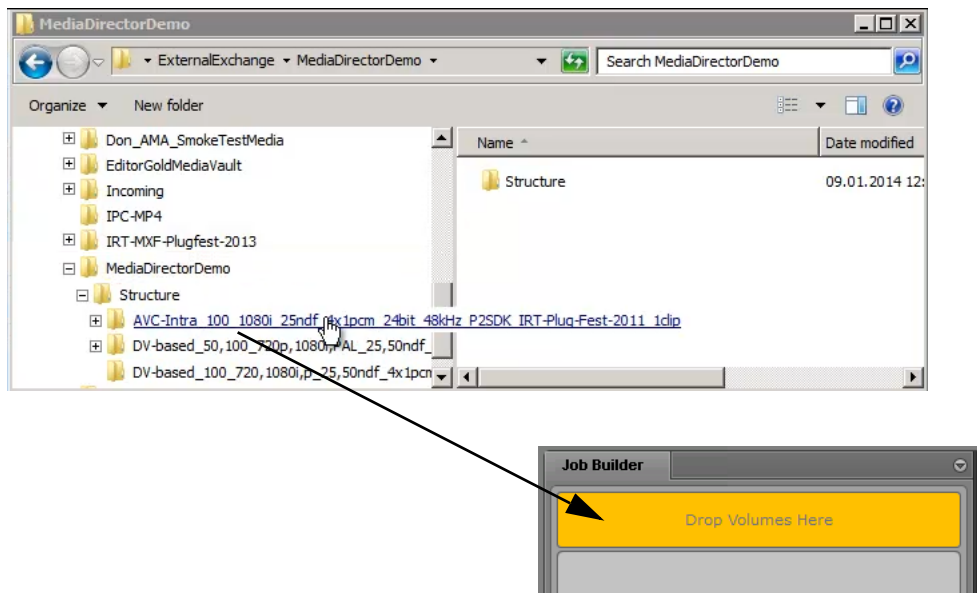 MediaDirectorDemo
ExternalExchange MediaDirectorDemo Search MediaDirectorDemo
Organize New folder
Name Date modified
Don_AMA_SmokeTestMedia
EditorGoldMediaVault
Incoming
IPC-MP4
IRT-MXF-Plugfest-2013
MediaDirectorDemo
Structure
AVC-Intra_100_1080i_25ndf_4x1pcm_24bit_48kHz_P2SDK_IRT-Plug-Fest-2011_1clip
DV-based_50,100_720p,1080i,PAL_25,50ndf_
DV-based_100_720,1080i,p_25,50ndf_4x1pcm
Structure 09.01.2014 12:
Job Builder
Drop Volumes Here